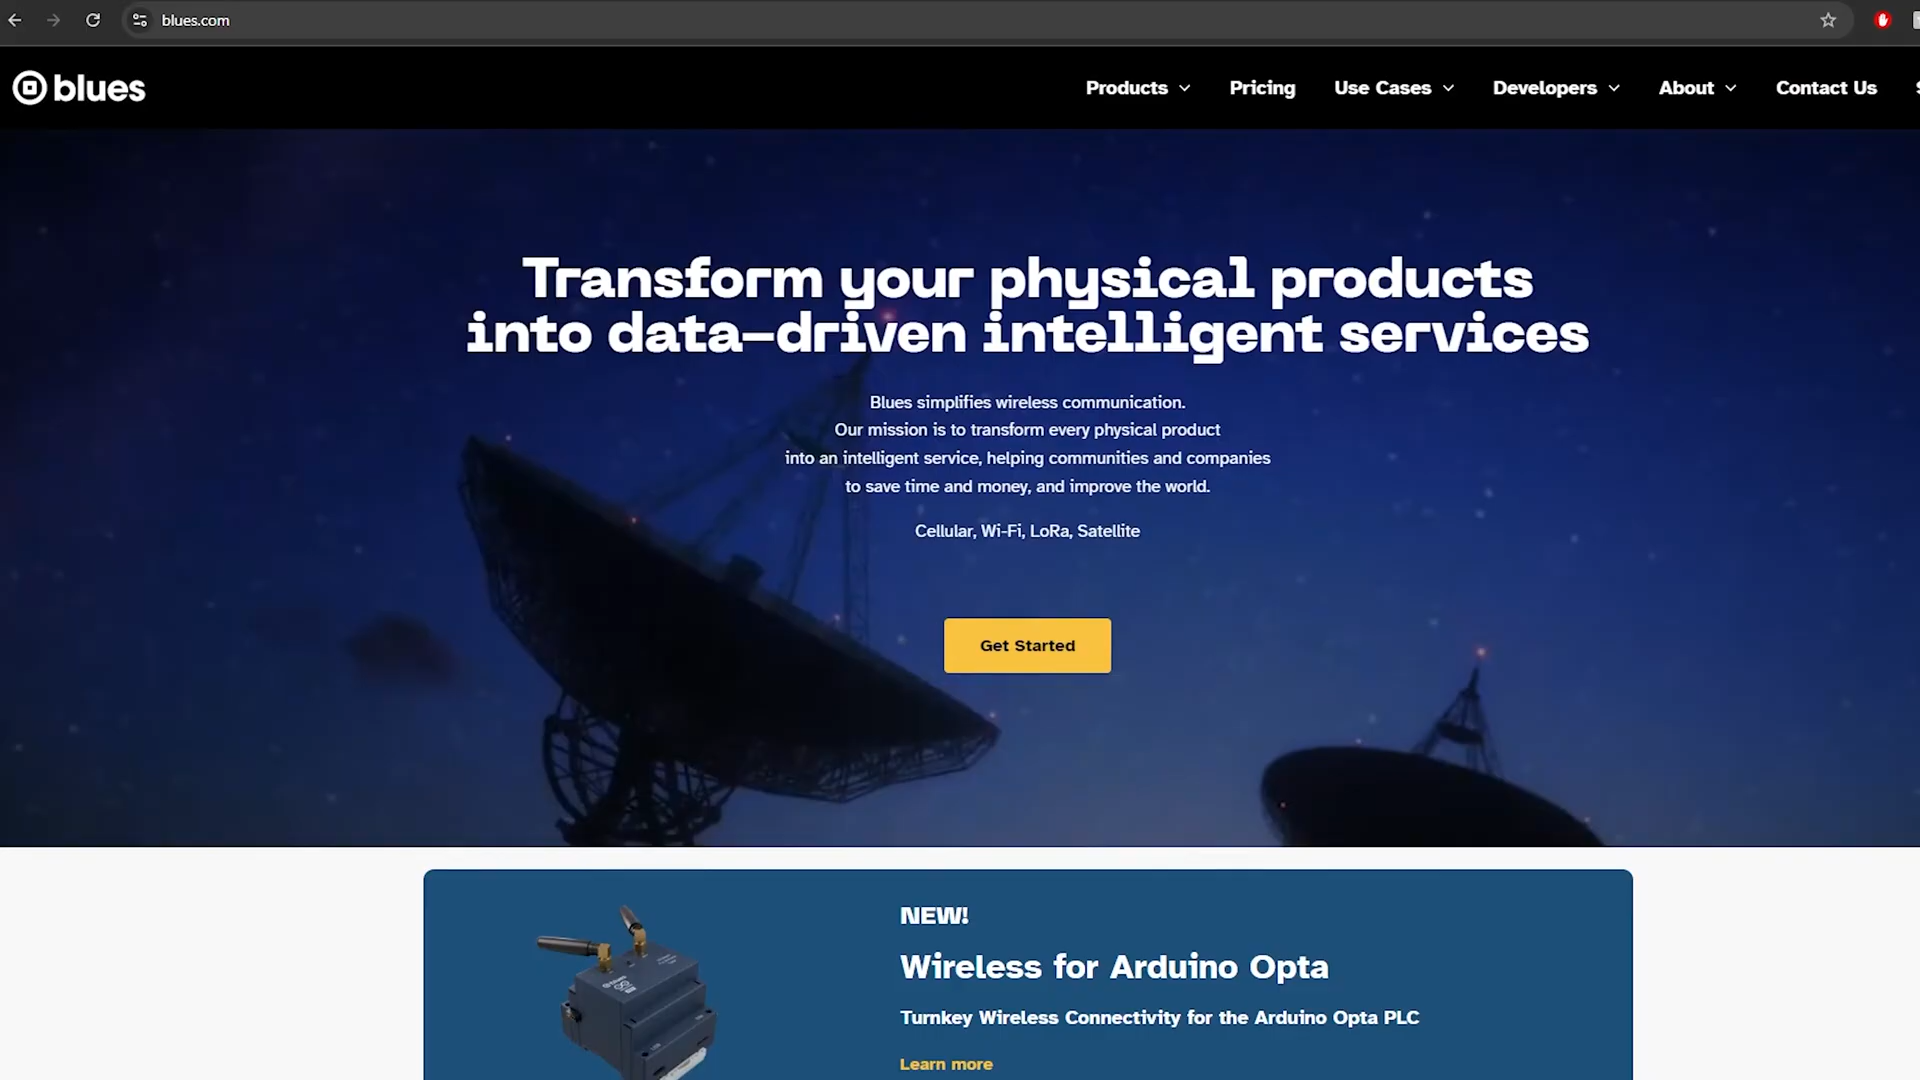 blues.com
blues
Products
Pricing
Use Cases
Developers
About
Contact Us
Transform your physical products
into data-driven intelligent services
Blues simplifies wireless communication.
Our mission is to transform every physical product
into an intelligent service, helping communities and companies
to save time and money, and improve the world.
Cellular, Wi-Fi, LoRa, Satellite
Get Started
NEW!
Wireless for Arduino Opta
Turnkey Wireless Connectivity for the Arduino Opta PLC
Learn more